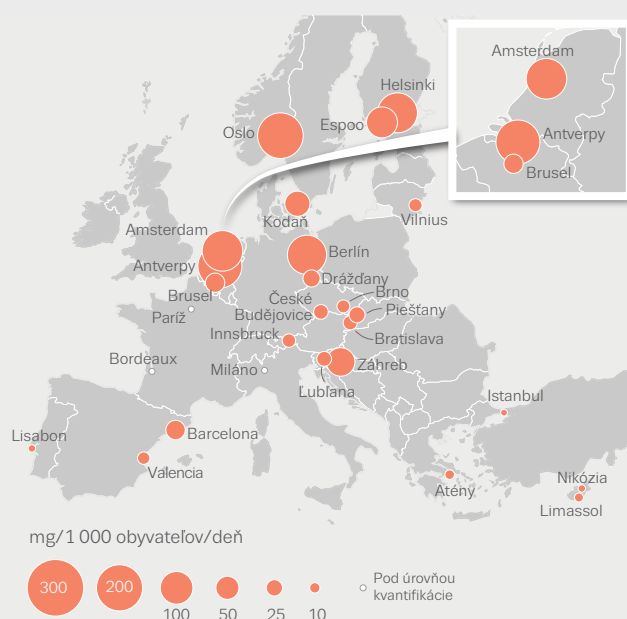 Amsterdam
Antverpy
Brusel
Helsinki
Oslo
Espoo
Kodaň
Vilnius
Amsterdam
Antverpy
Brusel
Berlín
Drážďany
Paríž
České
Budějovice
Brno
Piešťany
Innsbruck
Bratislava
Bordeaux
Miláno
Záhreb
Ľubľana
Istanbul
Lisabon
Barcelona
Valencia
Atény
Nikózia
Limassol
mg/1 000 obyvateľov/deň
300
200
100
50
25
10
Pod úrovňou
kvantifikácie